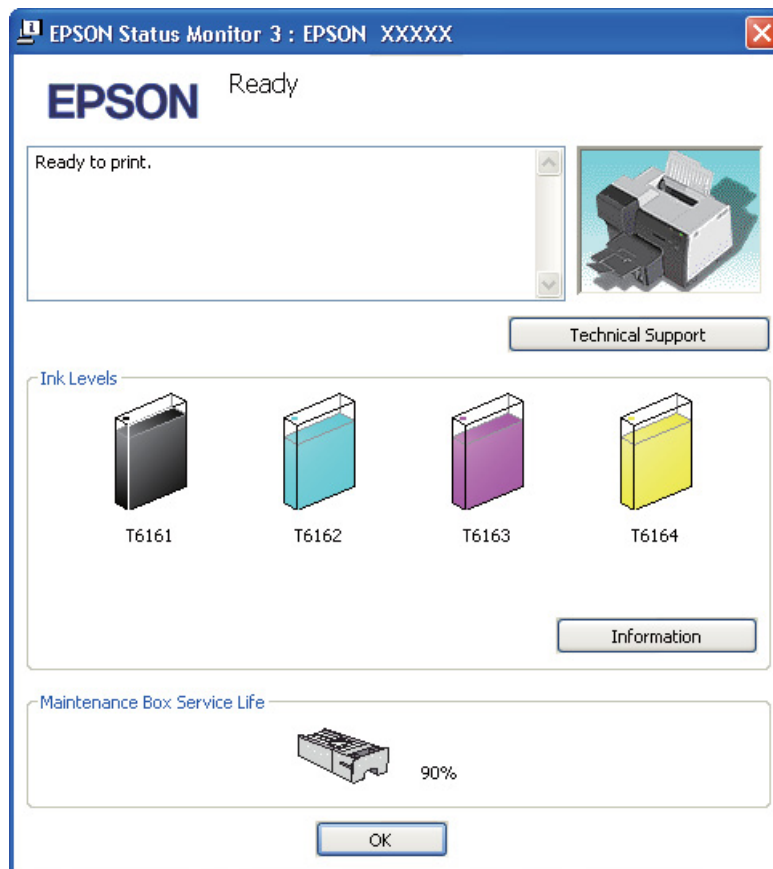 EPSON Status Monitor 3 : EPSON XXXXX
EPSON
Ready
Ready to print.
Technical Support
Ink Levels
T6161
T6162
T6163
T6164
Information
Maintenance Box Service Life
90%
OK